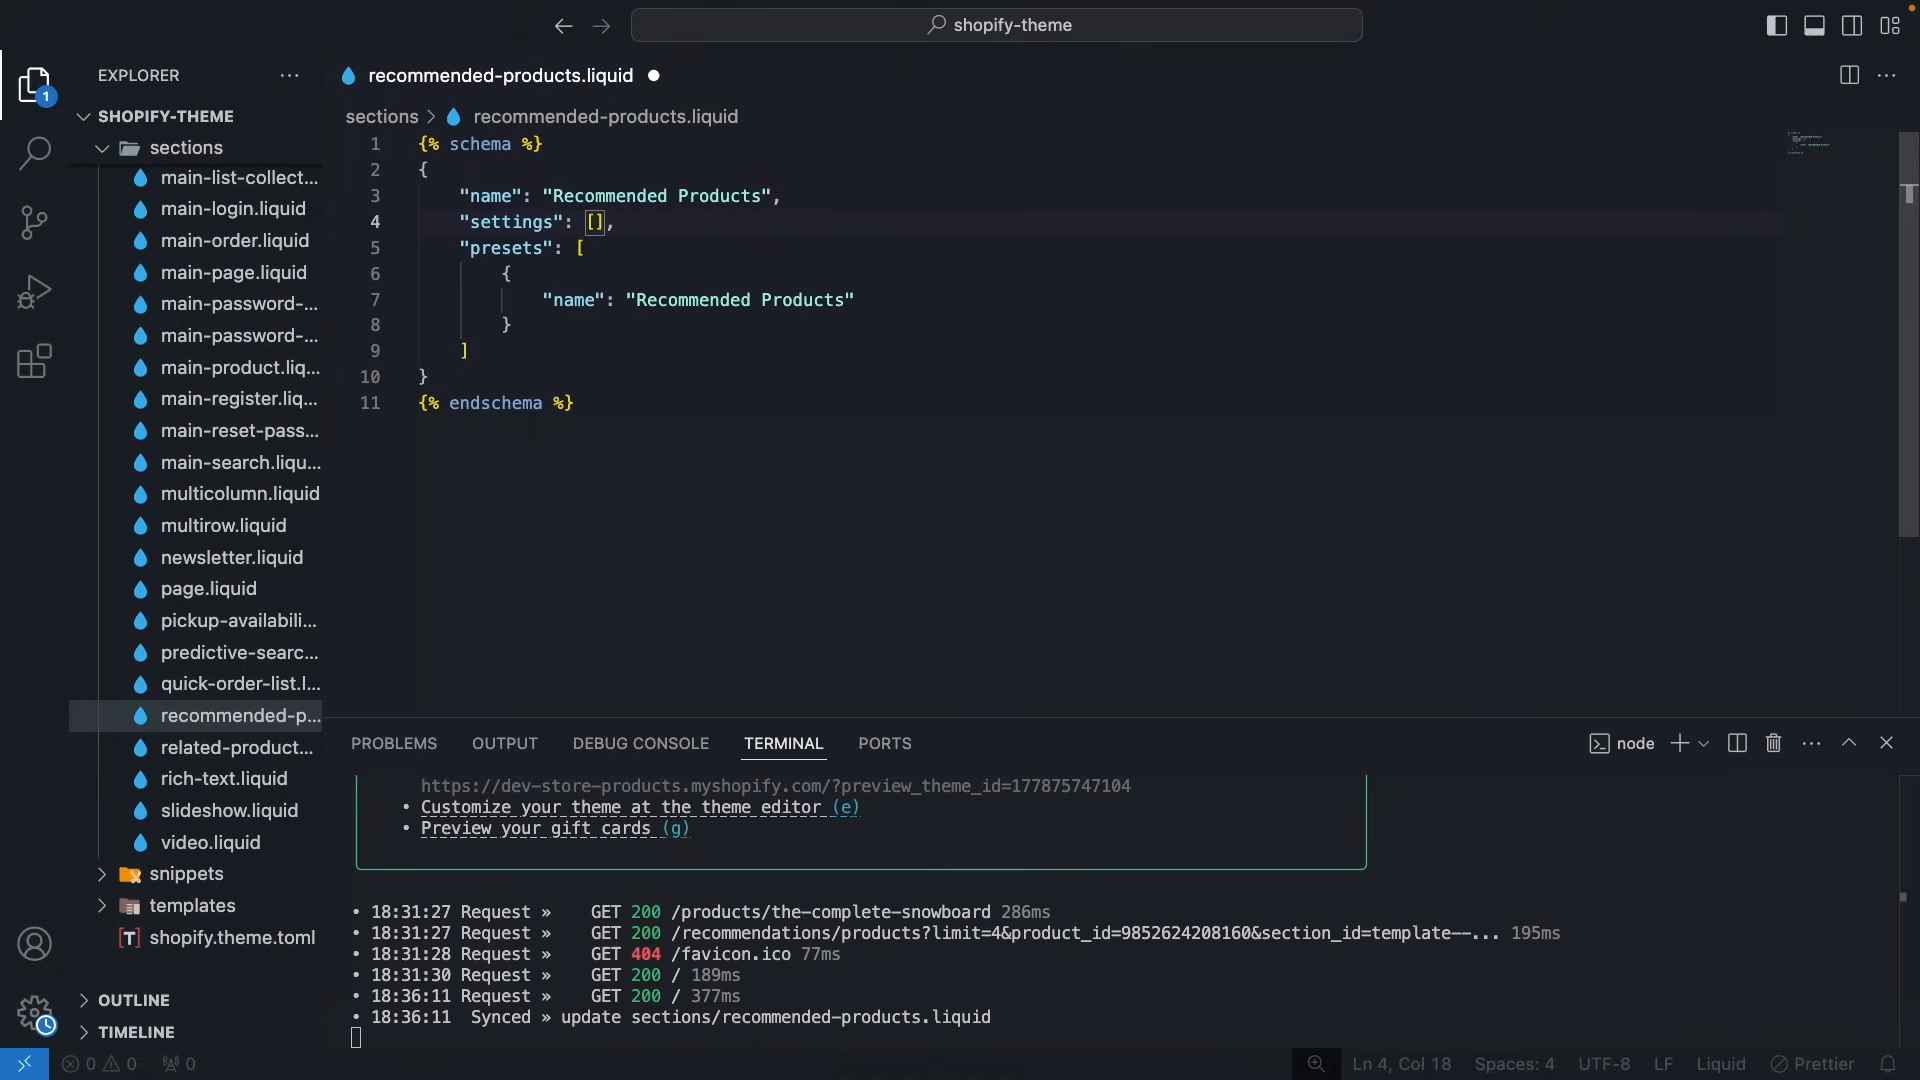 shopify-theme
EXPLORER
1
SHOPIFY-THEME
sections
main-list-collect...
main-login.liquid
main-order.liquid
main-page.liquid
main-password-...
main-password-...
main-product.liq...
main-register.liq...
main-reset-pass...
main-search.liqu...
multicolumn.liquid
multirow.liquid
newsletter.liquid
page.liquid
pickup-availabili...
predictive-searc...
quick-order-list.l...
recommended-p...
related-product...
rich-text.liquid
slideshow.liquid
video.liquid
snippets
templates
shopify.theme.toml
OUTLINE
TIMELINE
recommended-products.liquid
sections > recommended-products.liquid
1 {% schema %}
2 {
3 "name": "Recommended Products",
4 "settings": [],
5 "presets": [
6 {
7 "name": "Recommended Products"
8 }
9 ]
10 }
11 {% endschema %}
PROBLEMS OUTPUT DEBUG CONSOLE TERMINAL PORTS
node
https://dev-store-products.myshopify.com/?preview_theme_id=177875747104
• Customize your theme at the theme editor (e)
• Preview your gift cards (g)
• 18:31:27 Request » GET 200 /products/the-complete-snowboard 286ms
• 18:31:27 Request » GET 200 /recommendations/products?limit=4&product_id=9852624208160&section_id=template--... 195ms
• 18:31:28 Request » GET 404 /favicon.ico 77ms
• 18:31:30 Request » GET 200 / 189ms
• 18:36:11 Request » GET 200 / 377ms
• 18:36:11 Synced » update sections/recommended-products.liquid
0 0 0
Ln 4, Col 18 Spaces: 4 UTF-8 LF Liquid Prettier